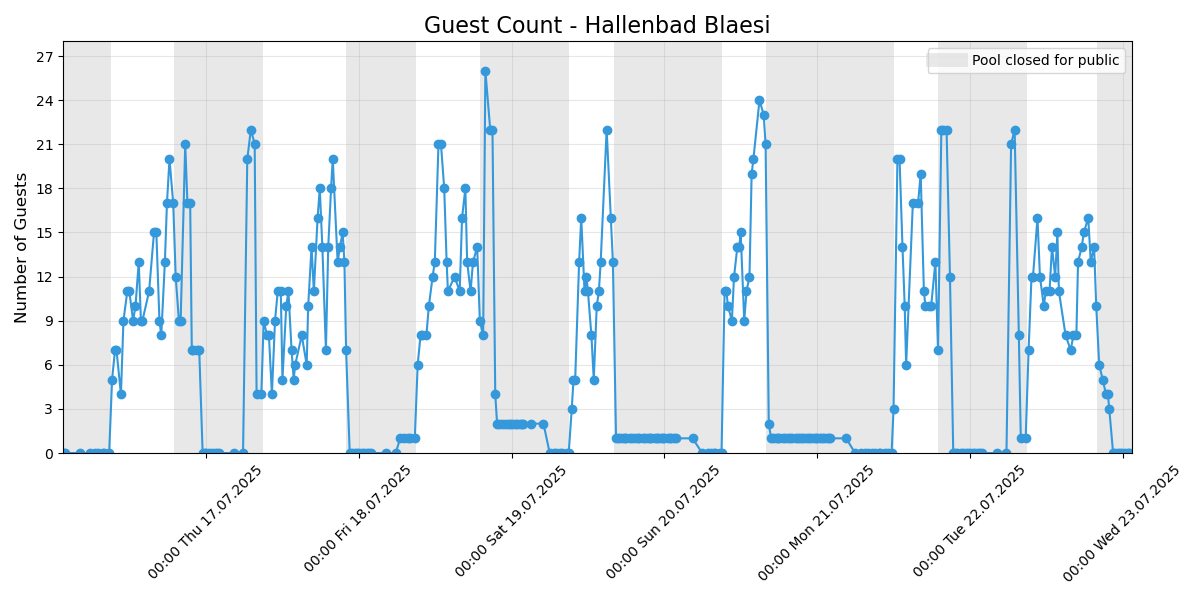 Guest Count - Hallenbad Blaesi
Pool closed for public
Number of Guests
27
24
21
18
15
12
9
6
3
0
00:00 Thu 17.07.2025
00:00 Fri 18.07.2025
00:00 Sat 19.07.2025
00:00 Sun 20.07.2025
00:00 Mon 21.07.2025
00:00 Tue 22.07.2025
00:00 Wed 23.07.2025